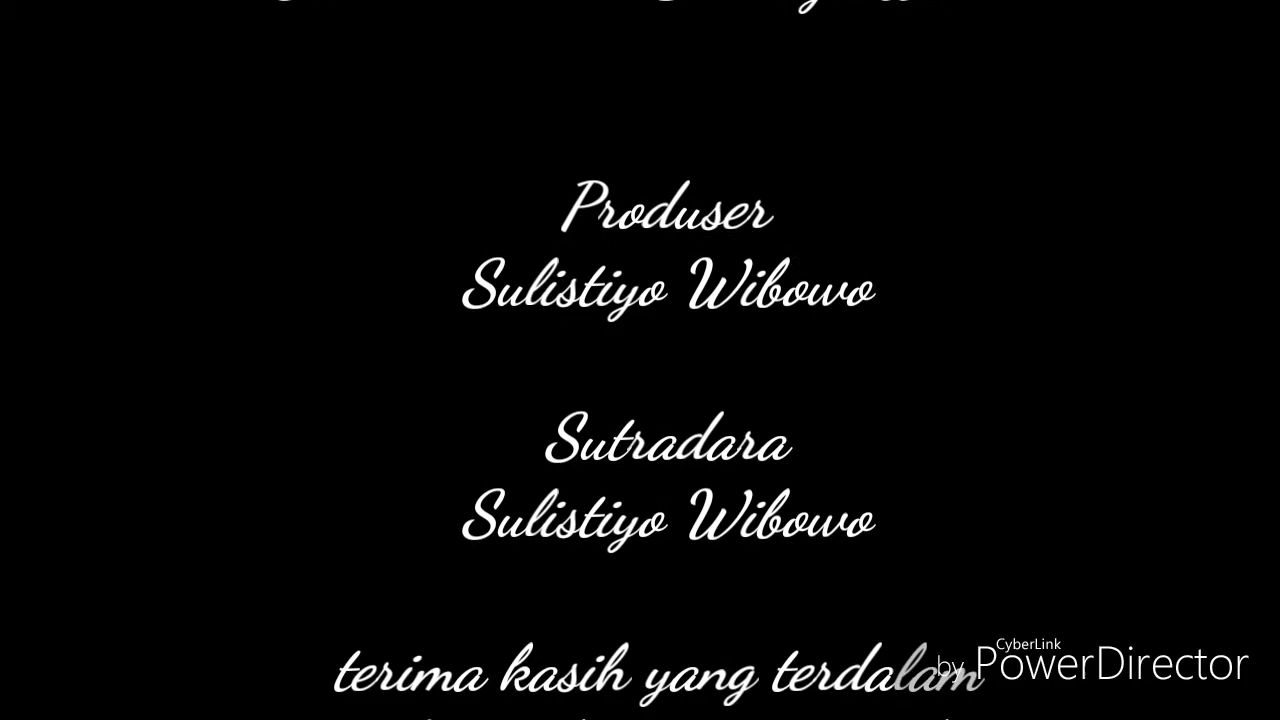 Produser
Sulistiyo Wibowo
Sutradara
Sulistiyo Wibowo
terima kasih yang terdalam
CyberLink
by PowerDirector